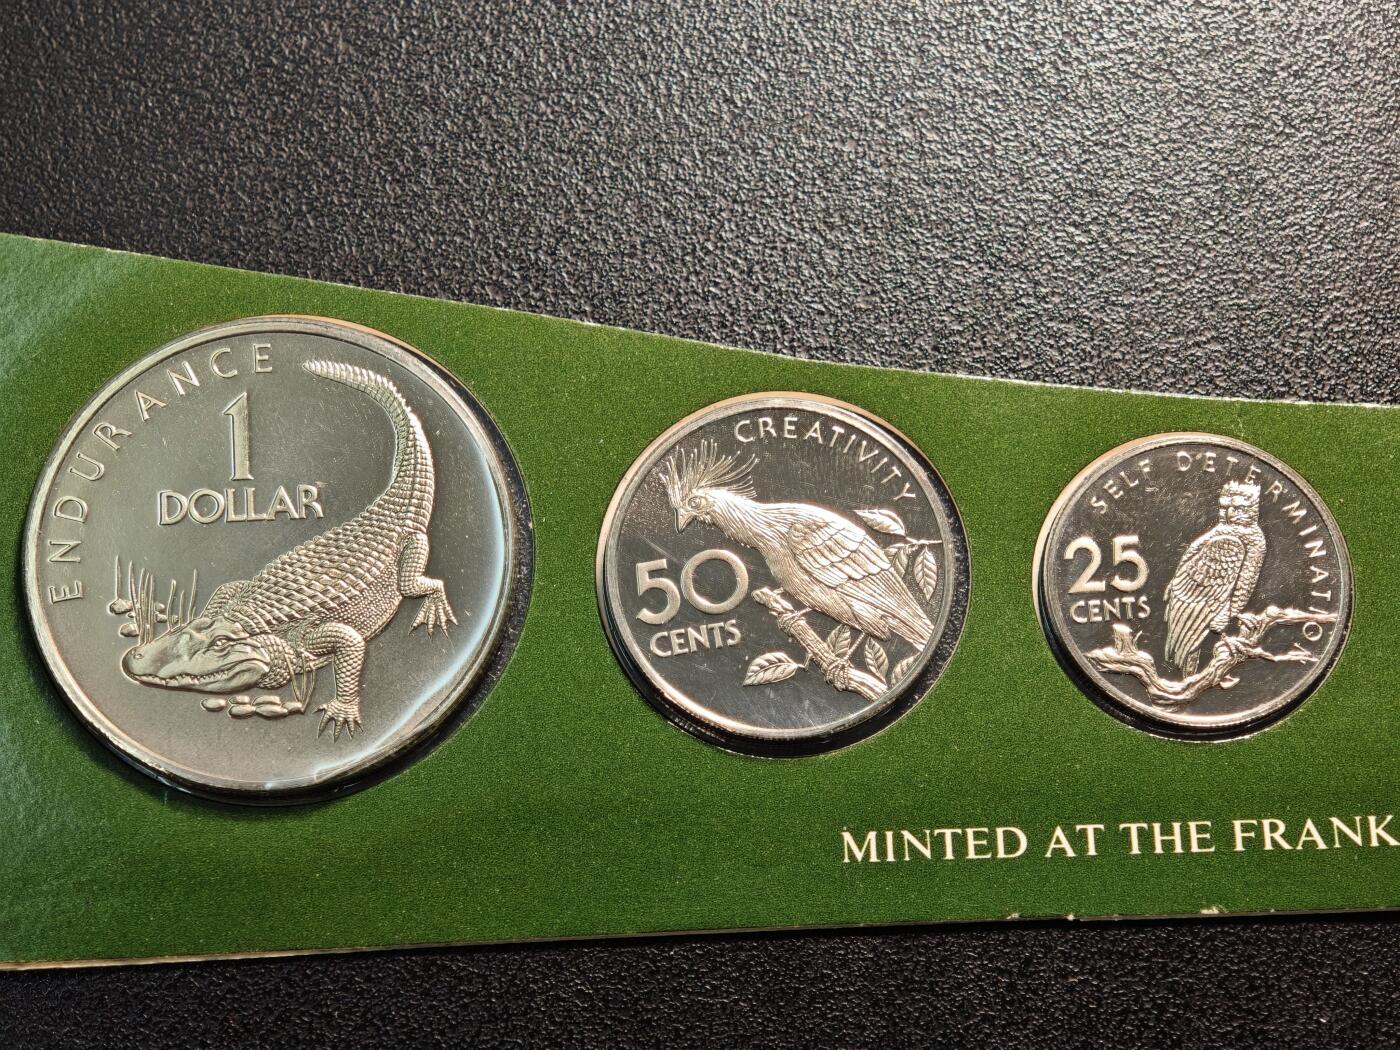 ENDURANCE
1
DOLLAR
CREATIVITY
50
CENTS
SELF DETERMINATION
25
CENTS
MINTED AT THE FRANK